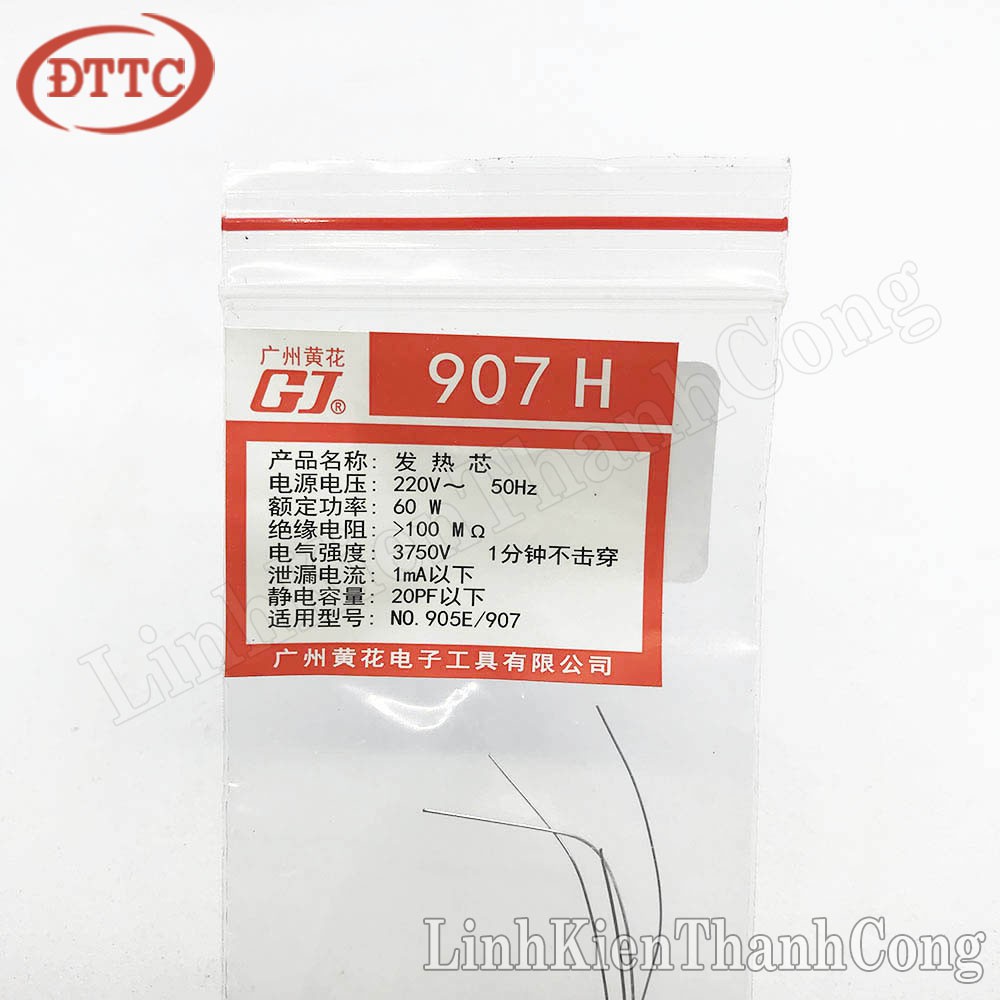 ĐTTC
广州黄花
GJ®
907 H
产品名称: 发 热 芯
电源电压: 220V～ 50Hz
额定功率: 60 W
绝缘电阻: >100 MΩ
电气强度: 3750V 1分钟不击穿
泄漏电流: 1mA以下
静电容量: 20PF以下
适用型号: NO.905E/907
广州黄花电子工具有限公司
LinhKienThanhCong
LinhKienThanhCong